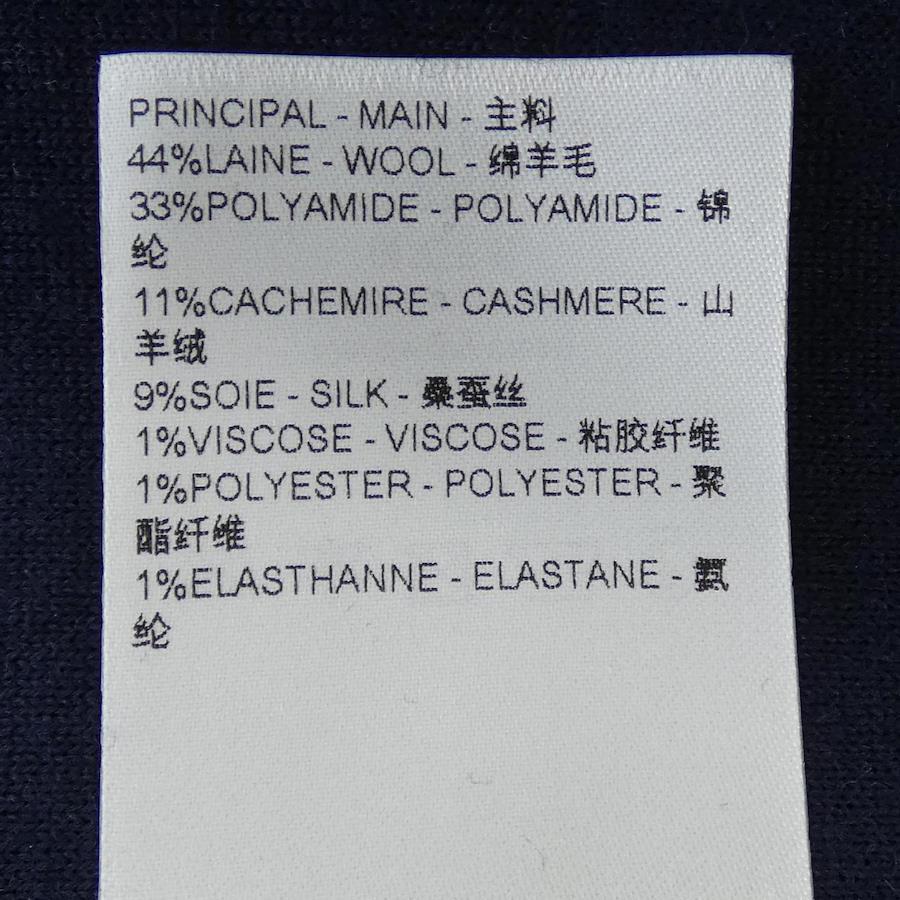 PRINCIPAL - MAIN - 主料
44%LAINE - WOOL - 绵羊毛
33%POLYAMIDE - POLYAMIDE - 锦
纶
11%CACHEMIRE - CASHMERE - 山
羊绒
9%SOIE - SILK - 桑蚕丝
1%VISCOSE - VISCOSE - 粘胶纤维
1%POLYESTER - POLYESTER - 聚
酯纤维
1%ELASTHANNE - ELASTANE - 氨
纶